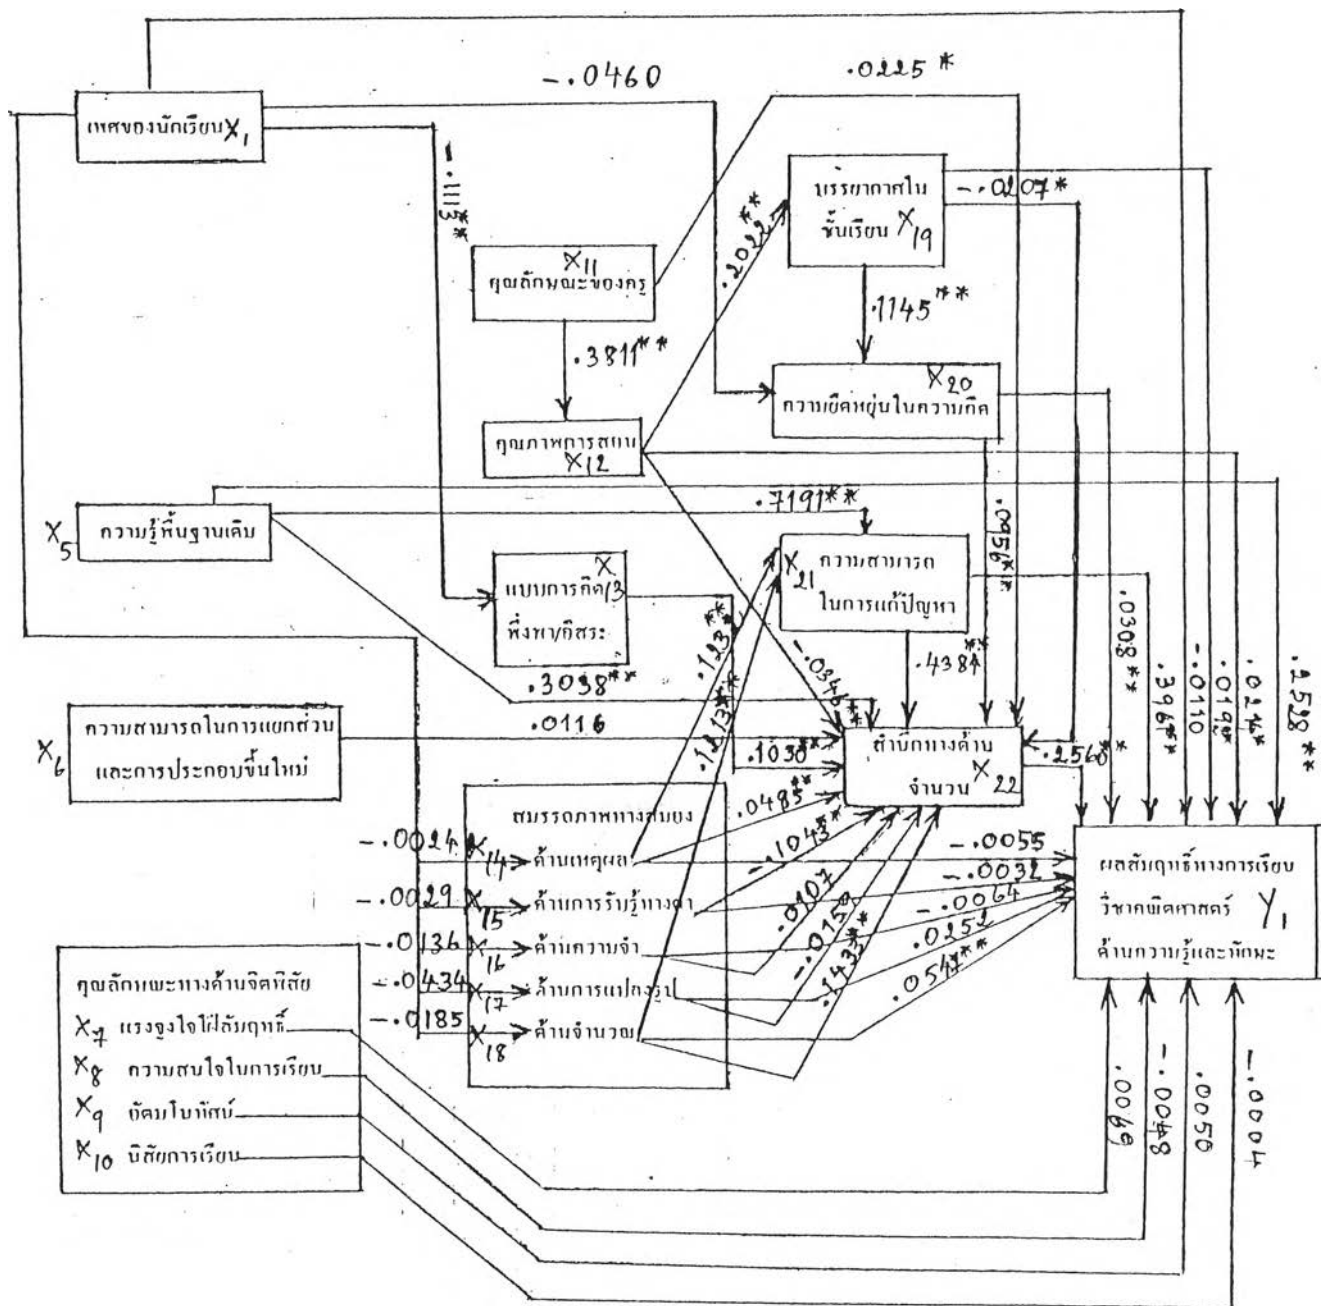 -.0460
.0225*
เพศของนักเรียน X1
-.1113**
บรรยากาศใน
ชั้นเรียน X19
-.0207*
.2022**
X11
คุณลักษณะของครู
.1145**
.3811**
X20
ความยืดหยุ่นในความคิด
คุณภาพการสอน
X12
.7191**
X5 ความรู้พื้นฐานเดิม
.0956**
X21 ความสามารถ
ในการแก้ปัญหา
X13
แบบการคิด
พึ่งพา/อิสระ
.123**
.0308**
.3967**
-.0110
.0214*
.2528**
.4384**
.3038**
.0116
X6 ความสามารถในการแยกส่วน
และการประกอบขึ้นใหม่
.1213**
.1030**
สำนึกทางด้าน
จำนวน X22
.2560**
สมรรถภาพทางสมอง
.0485**
-.0024 X14 ด้านเหตุผล
-.1043**
-.0055
-.0029 X15 ด้านการรับรู้ทางตา
-.0107
-.0032
-.0136 X16 ด้านความจำ
-.0064
-.0434 X17 ด้านการแปลงรูป
.0252
-.0185 X18 ด้านจำนวน
.0547**
ผลสัมฤทธิ์ทางการเรียน
วิชาคณิตศาสตร์ Y1
ด้านความรู้และทักษะ
คุณลักษณะทางด้านจิตพิสัย
X7 แรงจูงใจใฝ่สัมฤทธิ์
X8 ความสนใจในการเรียน
X9 อัตมโนทัศน์
X10 นิสัยการเรียน
.0069
-.0048
.0050
-.0004